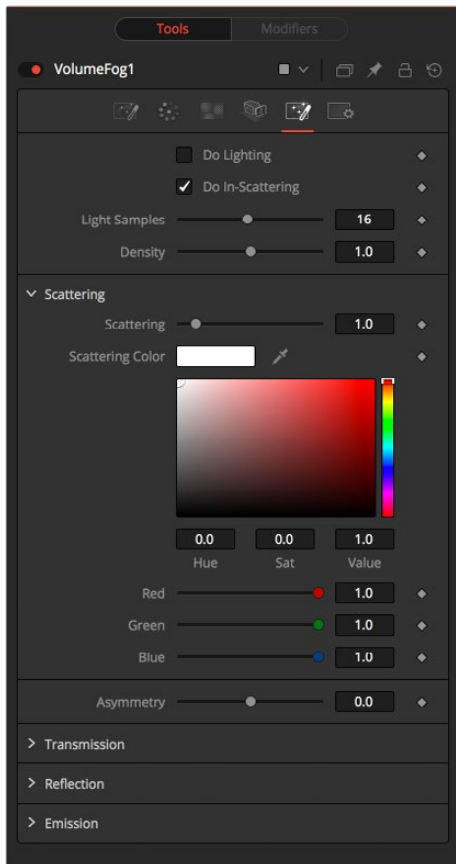 Tools Modifiers
VolumeFog1
Do Lighting
Do In-Scattering
Light Samples 16
Density 1.0
Scattering
Scattering 1.0
Scattering Color
0.0 0.0 1.0
Hue Sat Value
Red 1.0
Green 1.0
Blue 1.0
Asymmetry 0.0
Transmission
Reflection
Emission